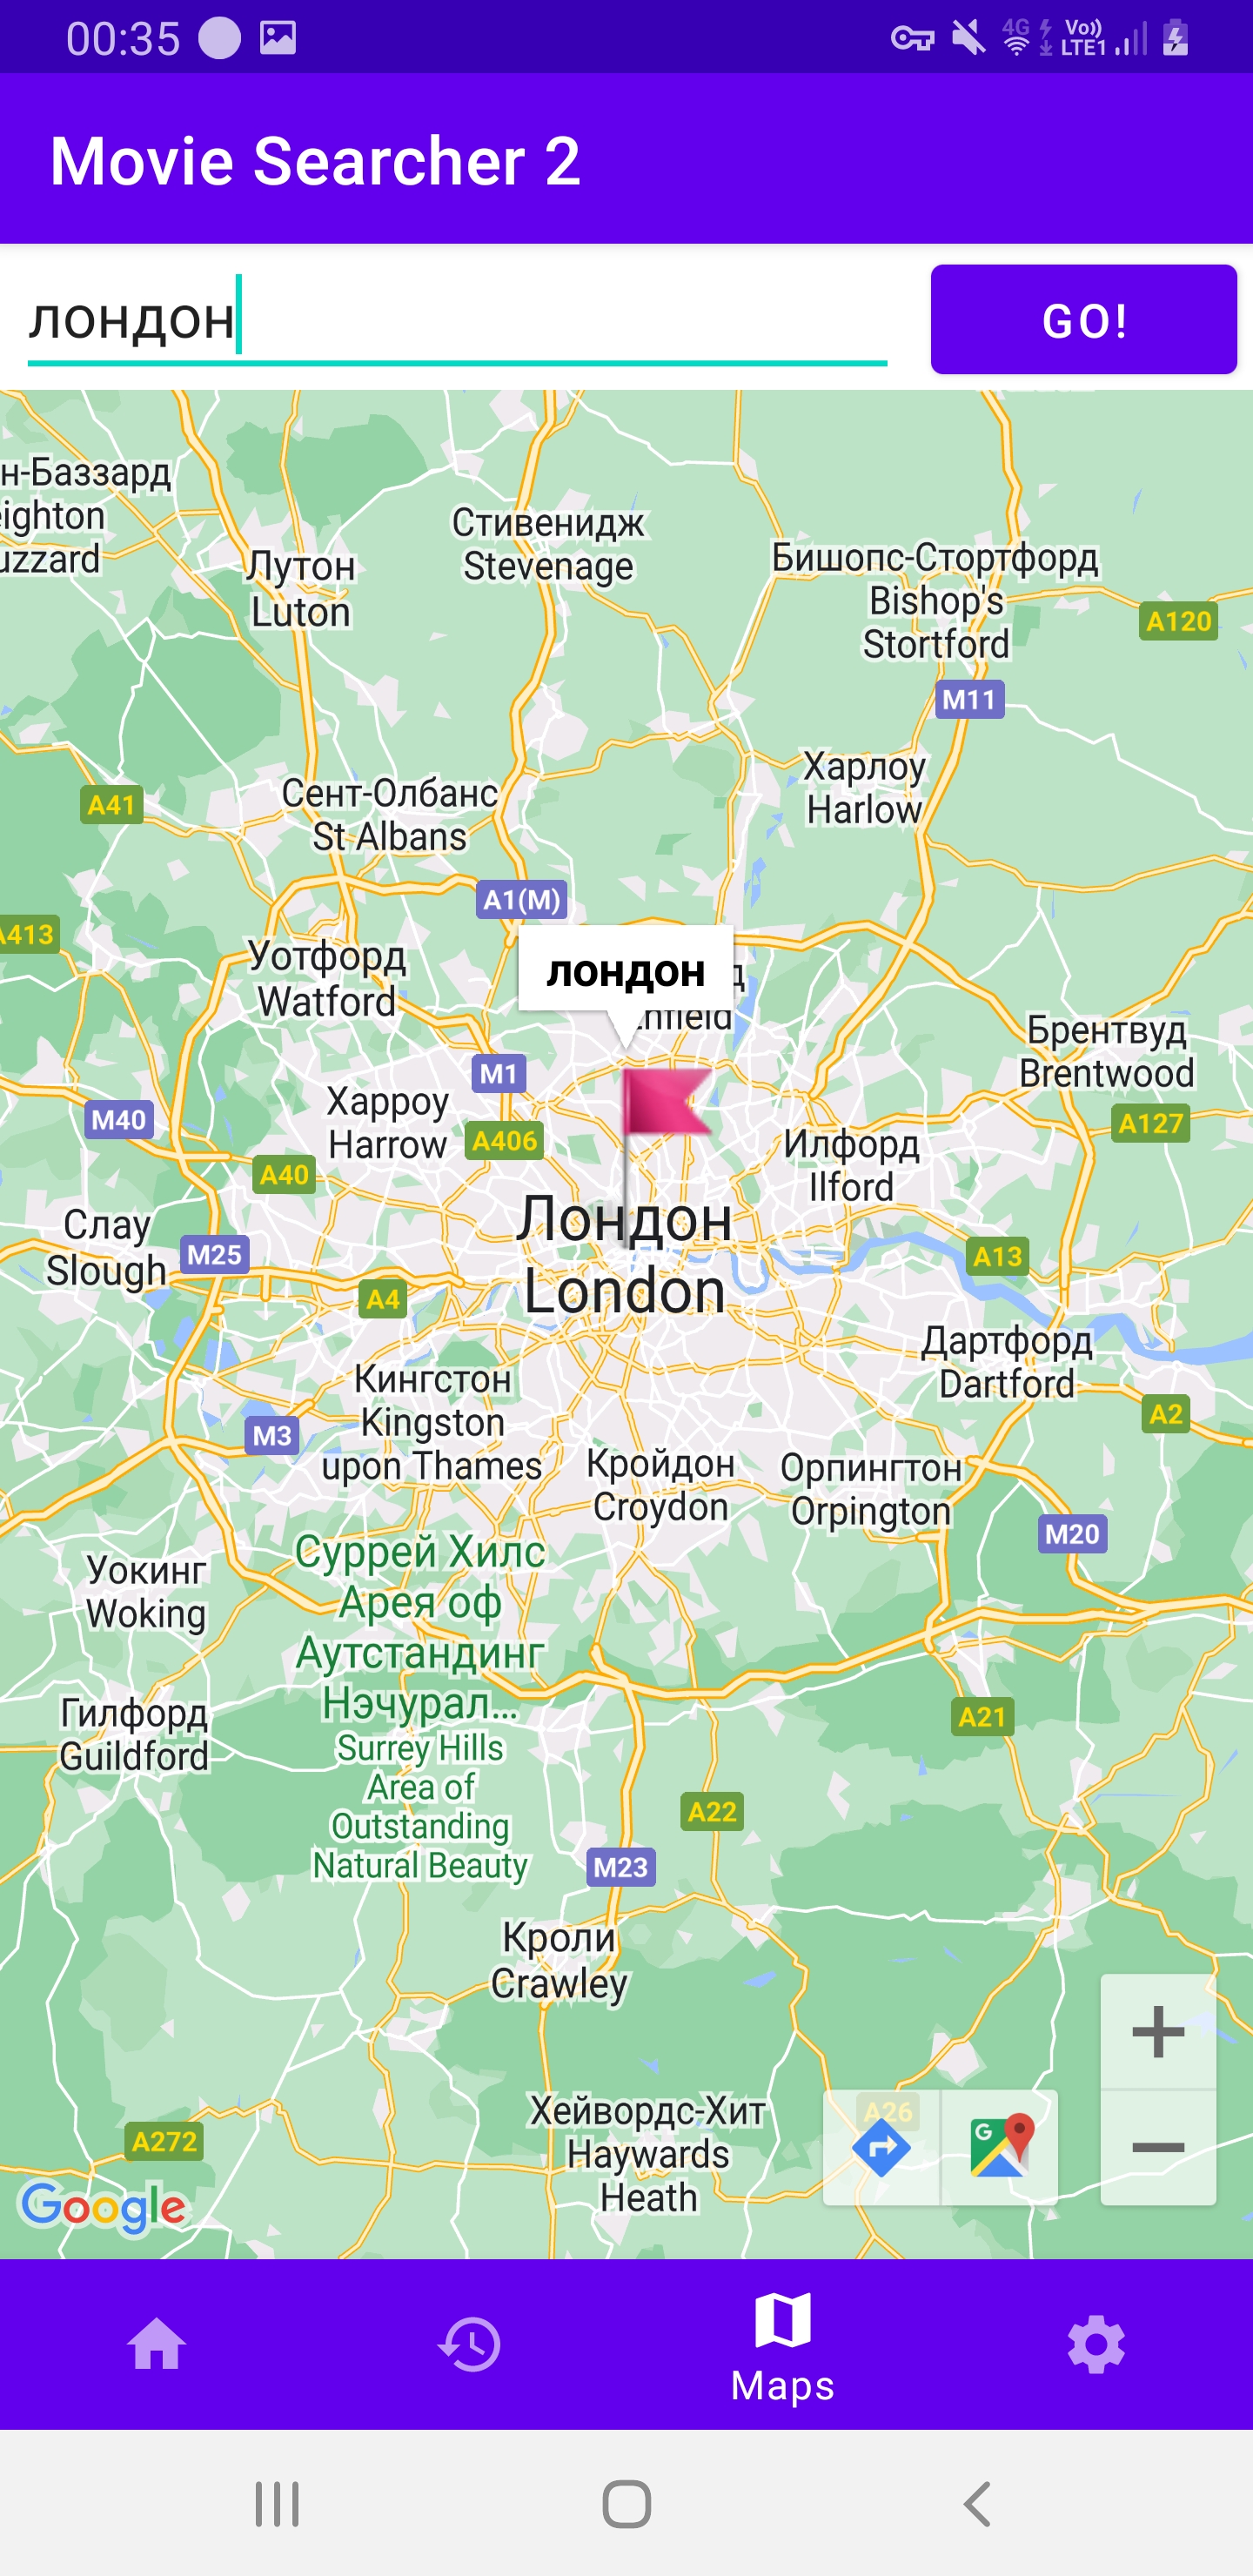 00:35
4G
Vo))
LTE1
Movie Searcher 2
лондон
GO!
н-Баззард
eighton
uzzard
Стивенидж
Stevenage
Лутон
Luton
Бишопс-Стортфорд
Bishop's
Stortford
A120
M11
Харлоу
Harlow
A41
Сент-Олбанс
St Albans
A1(M)
A413
Уотфорд
Watford
лондон
д
nfield
Брентвуд
Brentwood
M1
M40
Харроу
Harrow
A406
A127
A40
Илфорд
Ilford
Слау
Slough
M25
Лондон
London
A13
A4
Дартфорд
Dartford
Кингстон
Kingston
upon Thames
A2
M3
Кройдон
Croydon
Орпингтон
Orpington
M20
Уокинг
Woking
Суррей Хилс
Арея оф
Аутстандинг
Нэчурал...
Surrey Hills
Area of
Outstanding
Natural Beauty
Гилфорд
Guildford
A21
A22
M23
Кроли
Crawley
Хейвордс-Хит
Haywards
Heath
A26
A272
G
Google
Maps